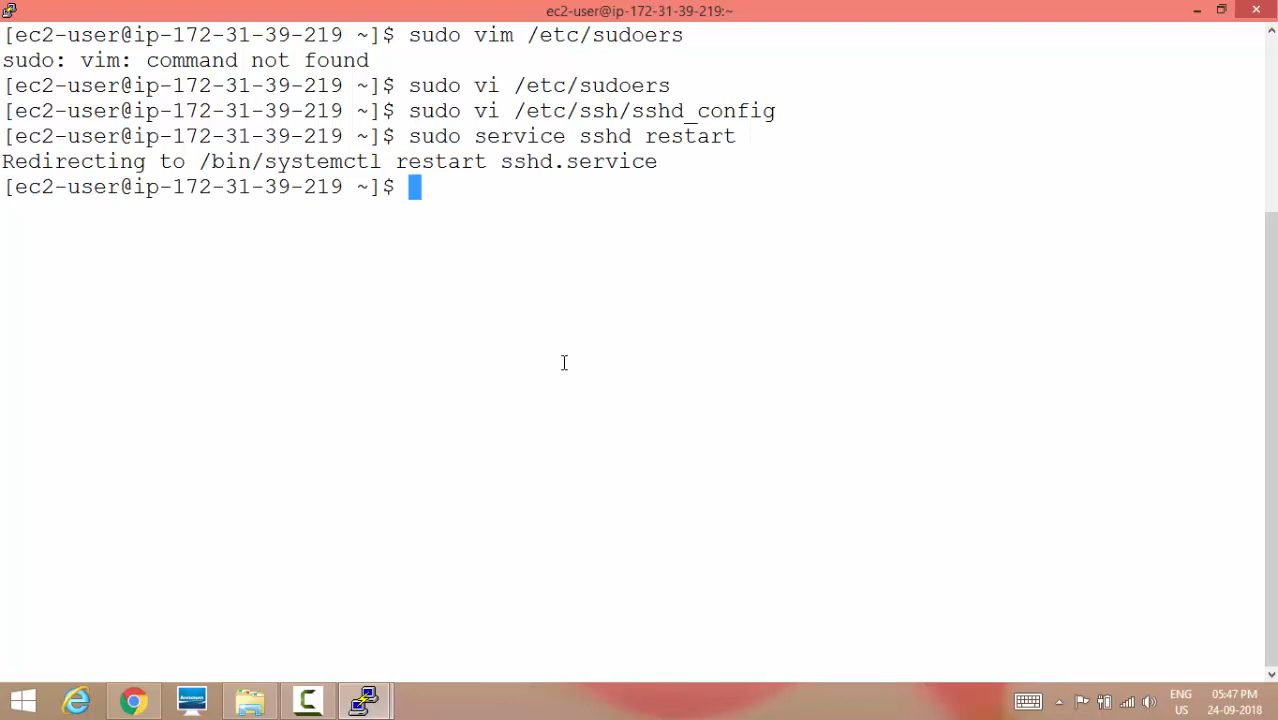 ec2-user@ip-172-31-39-219:~
[ec2-user@ip-172-31-39-219 ~]$ sudo vim /etc/sudoers
sudo: vim: command not found
[ec2-user@ip-172-31-39-219 ~]$ sudo vi /etc/sudoers
[ec2-user@ip-172-31-39-219 ~]$ sudo vi /etc/ssh/sshd_config
[ec2-user@ip-172-31-39-219 ~]$ sudo service sshd restart
Redirecting to /bin/systemctl restart sshd.service
[ec2-user@ip-172-31-39-219 ~]$
ENG 05:47 PM
US 24-09-2018